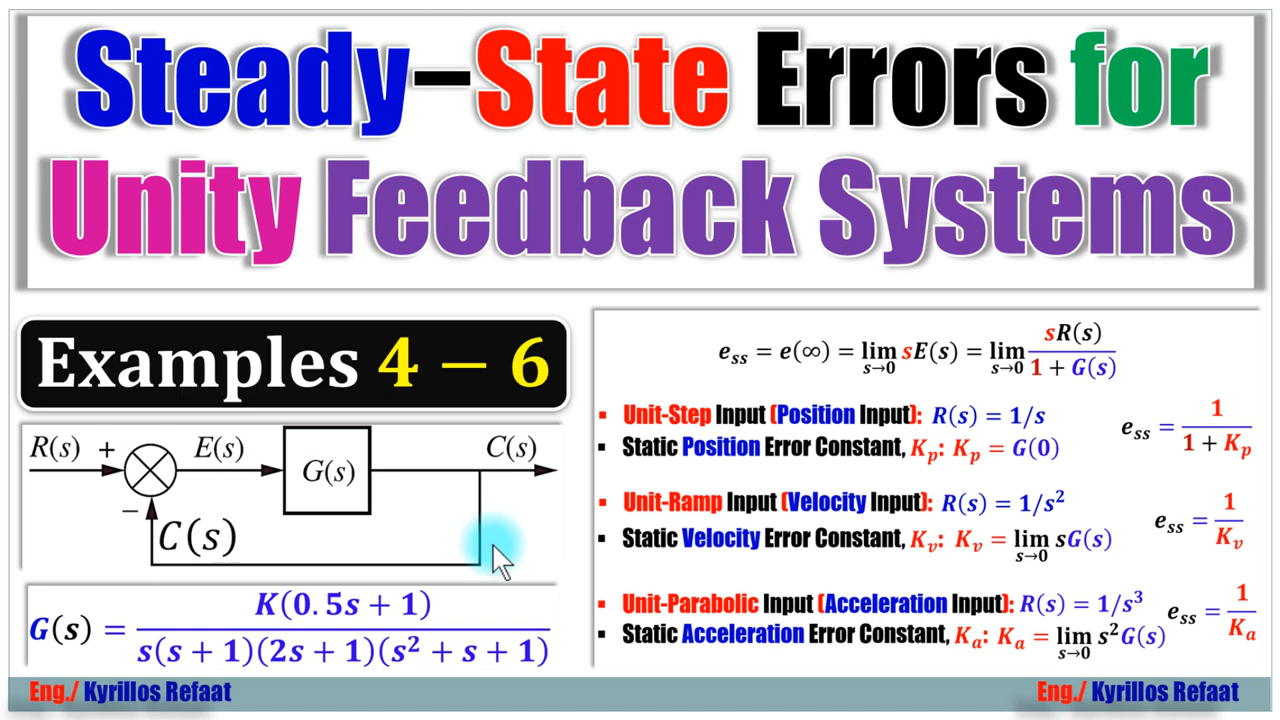 Steady–State Errors for
Unity Feedback Systems
Examples 4 – 6
R(s) + E(s) G(s) C(s)
–
C(s)
G(s) = K(0.5s + 1) / s(s + 1)(2s + 1)(s² + s + 1)
e_ss = e(∞) = lim_{s→0} sE(s) = lim_{s→0} sR(s) / 1 + G(s)
▪ Unit-Step Input (Position Input): R(s) = 1/s e_ss = 1 / 1 + K_p
▪ Static Position Error Constant, K_p: K_p = G(0)
▪ Unit-Ramp Input (Velocity Input): R(s) = 1/s² e_ss = 1 / K_v
▪ Static Velocity Error Constant, K_v: K_v = lim_{s→0} sG(s)
▪ Unit-Parabolic Input (Acceleration Input): R(s) = 1/s³ e_ss = 1 / K_a
▪ Static Acceleration Error Constant, K_a: K_a = lim_{s→0} s²G(s)
Eng./ Kyrillos Refaat
Eng./ Kyrillos Refaat